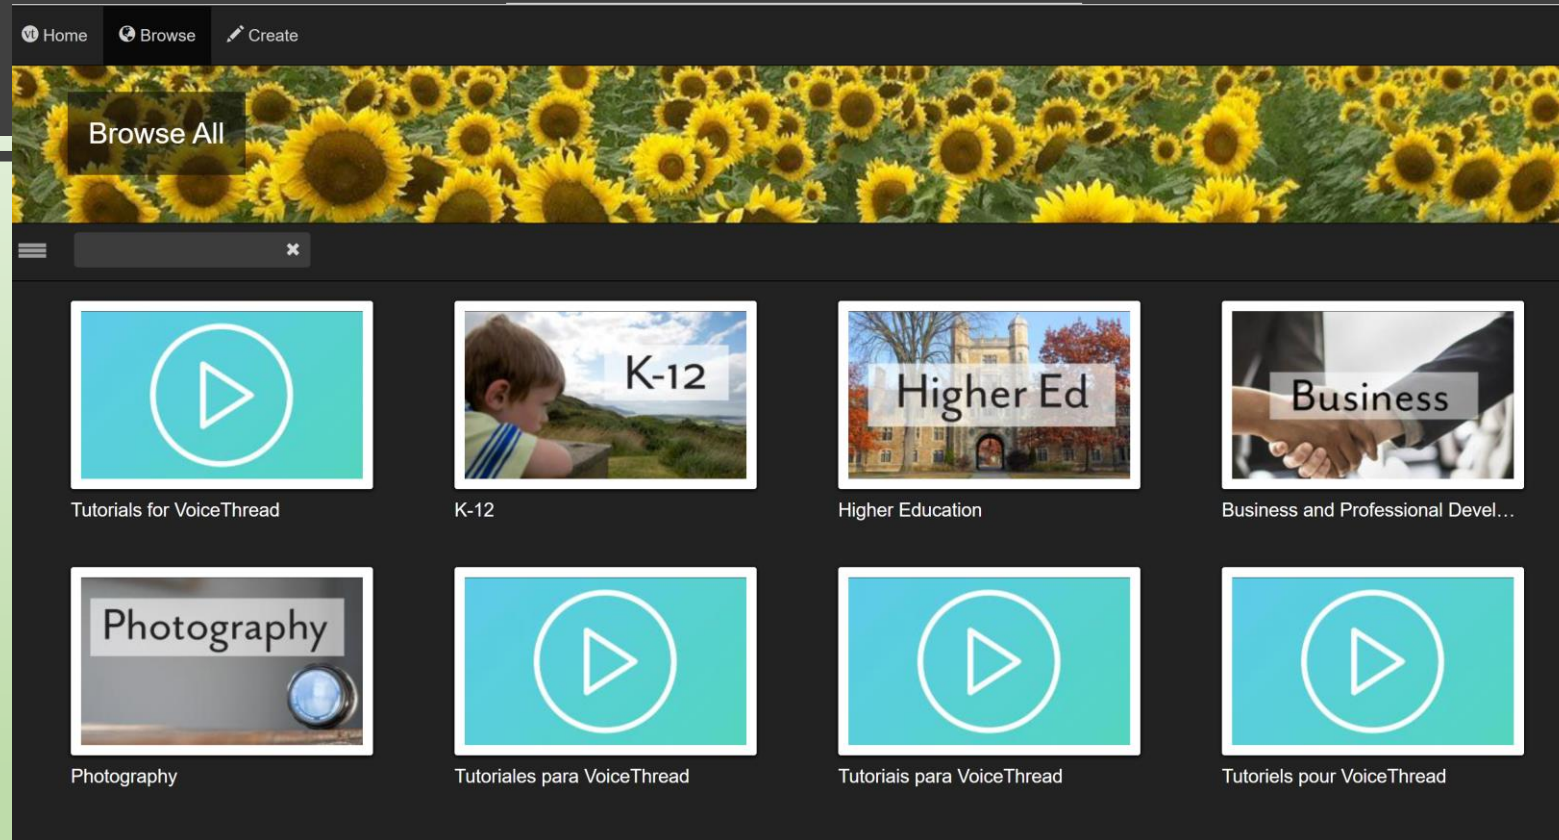 vt Home Browse Create
Browse All
K-12
Higher Ed
Business
Tutorials for VoiceThread
K-12
Higher Education
Business and Professional Devel...
Photography
Photography
Tutoriales para VoiceThread
Tutoriais para VoiceThread
Tutoriels pour VoiceThread